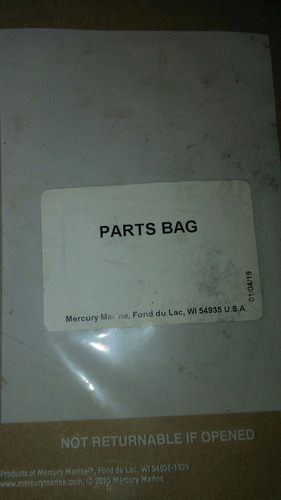 PARTS BAG
Mercury Marine, Fond du Lac, WI 54935 U.S.A.
01/04/19
NOT RETURNABLE IF OPENED
Products of Mercury Marine, Fond du Lac, WI 54936-1939
www.mercurymarine.com, © 2015 Mercury Marine